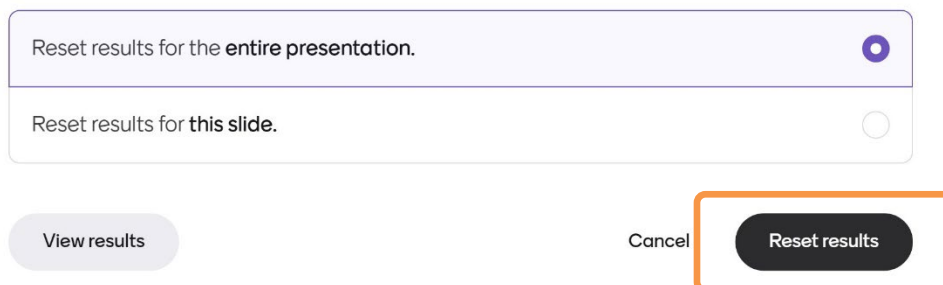 Reset results for the entire presentation.
Reset results for this slide.
View results
Cancel
Reset results